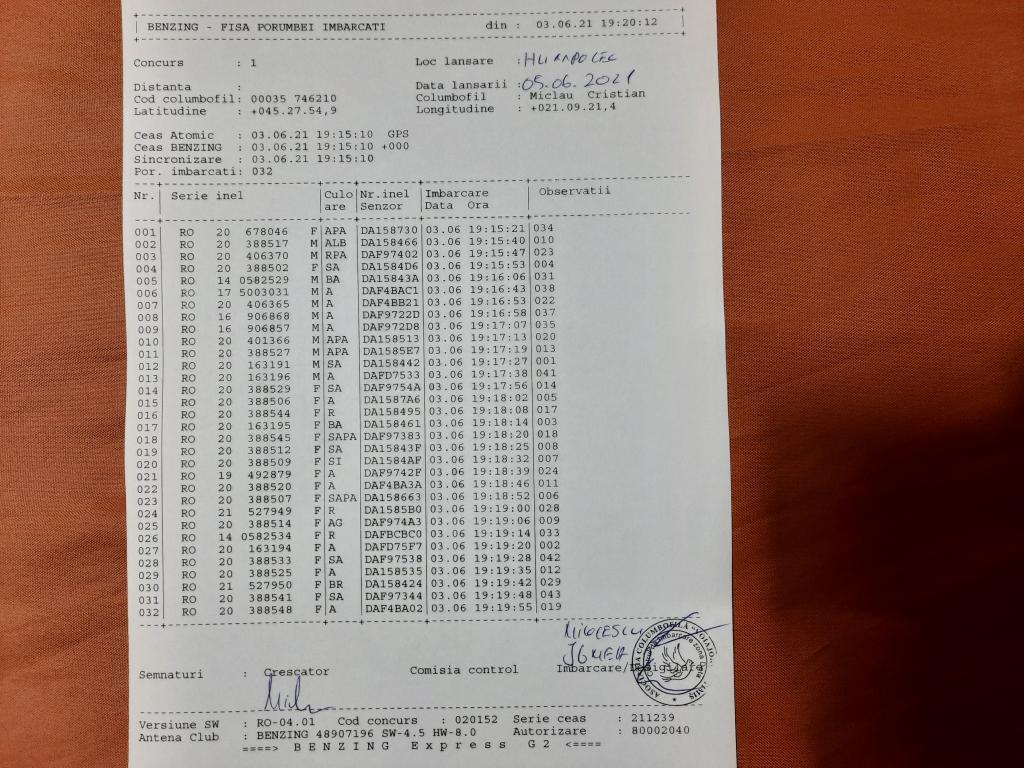 BENZING - FISA PORUMBEI IMBARCATI din : 03.06.21 19:20:12
Concurs : 1 Loc lansare :
Distanta : Data lansarii : 05.06.2021
Cod columbofil: 00035 746210 Columbofil : Miclau Cristian
Latitudine : +045.27.54,9 Longitudine : +021.09.21,4
Ceas Atomic : 03.06.21 19:15:10 GPS
Ceas BENZING : 03.06.21 19:15:10 +000
Sincronizare : 03.06.21 19:15:10
Por. imbarcati: 032
Nr. Serie inel Culo Nr.inel Imbarcare Observatii
are Senzor Data Ora
001 RO 20 678046 F APA DA158730 03.06 19:15:21 034
002 RO 20 388517 M ALB DA158466 03.06 19:15:40 010
003 RO 20 406370 M RPA DAF97402 03.06 19:15:47 023
004 RO 20 388502 F SA DA1584D6 03.06 19:15:53 004
005 RO 14 0582529 M BA DA15843A 03.06 19:16:06 031
006 RO 17 5003031 M A DAF4BAC1 03.06 19:16:43 038
007 RO 20 406365 M A DAF4BB21 03.06 19:16:53 022
008 RO 16 906868 M A DAF9722D 03.06 19:16:58 037
009 RO 16 906857 M A DAF972D8 03.06 19:17:07 035
010 RO 20 401366 M APA DA158513 03.06 19:17:13 020
011 RO 20 388527 M APA DA1585E7 03.06 19:17:19 013
012 RO 20 163191 M SA DA158442 03.06 19:17:27 001
013 RO 20 163196 M A DAFD7533 03.06 19:17:38 041
014 RO 20 388529 F SA DAF9754A 03.06 19:17:56 014
015 RO 20 388506 F A DA1587A6 03.06 19:18:02 005
016 RO 20 388544 F R DA158495 03.06 19:18:08 017
017 RO 20 163195 F BA DA158461 03.06 19:18:14 003
018 RO 20 388545 F SAPA DAF97383 03.06 19:18:20 018
019 RO 20 388512 F SA DA15843F 03.06 19:18:25 008
020 RO 20 388509 F SI DA1584AF 03.06 19:18:32 007
021 RO 19 492879 F A DAF9742F 03.06 19:18:39 024
022 RO 20 388520 F A DAF4BA3A 03.06 19:18:46 011
023 RO 20 388507 F SAPA DA158663 03.06 19:18:52 006
024 RO 21 527949 F R DA1585B0 03.06 19:19:00 028
025 RO 20 388514 F AG DAF974A3 03.06 19:19:06 009
026 RO 14 0582534 F R DAFBCBC0 03.06 19:19:14 033
027 RO 20 163194 F A DAFD75F7 03.06 19:19:20 002
028 RO 20 388533 F SA DAF97538 03.06 19:19:28 042
029 RO 20 388525 F A DA158535 03.06 19:19:35 012
030 RO 21 527950 F BR DA158424 03.06 19:19:42 029
031 RO 20 388541 F SA DAF97344 03.06 19:19:48 043
032 RO 20 388548 F A DAF4BA02 03.06 19:19:55 019
Semnaturi : Crescator Comisia control Imbarcare/Desigilare
Versiune SW : RO-04.01 Cod concurs : 020152 Serie ceas : 211239
Antena Club : BENZING 48907196 SW-4.5 HW-8.0 Autorizare : 80002040
====> B E N Z I N G E x p r e s s G 2 <====